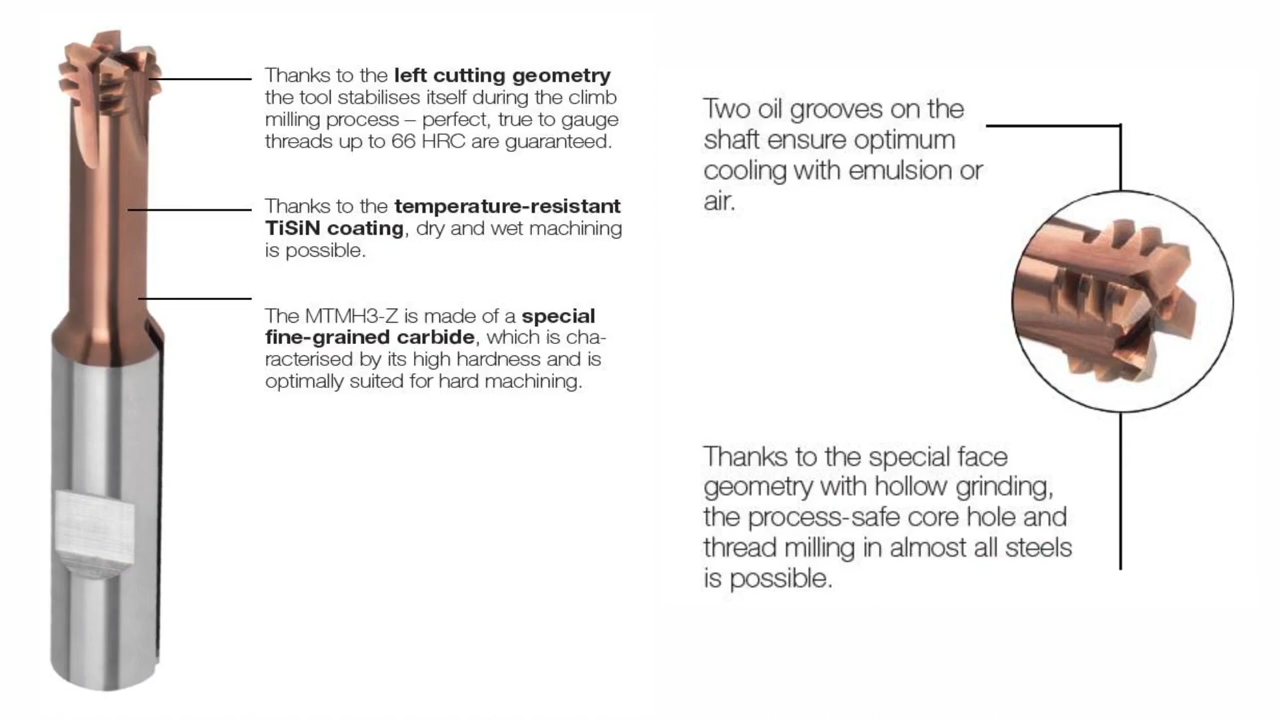 Thanks to the left cutting geometry
the tool stabilises itself during the climb
milling process – perfect, true to gauge
threads up to 66 HRC are guaranteed.
Thanks to the temperature-resistant
TiSiN coating, dry and wet machining
is possible.
The MTMH3-Z is made of a special
fine-grained carbide, which is cha-
racterised by its high hardness and is
optimally suited for hard machining.
Two oil grooves on the
shaft ensure optimum
cooling with emulsion or
air.
Thanks to the special face
geometry with hollow grinding,
the process-safe core hole and
thread milling in almost all steels
is possible.